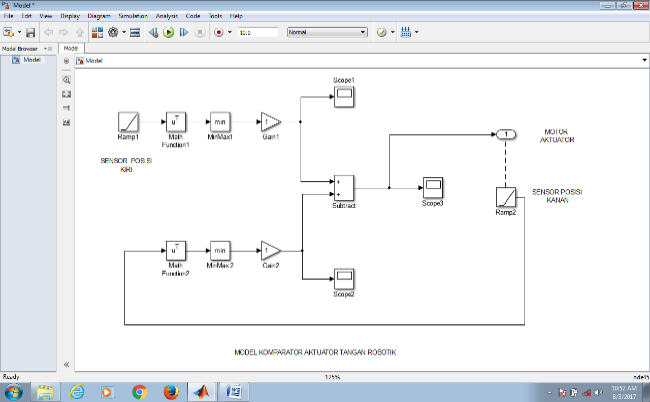 Model *
File Edit View Display Diagram Simulation Analysis Code Tools Help
10.0
Normal
Model Browser
Model
Model
Model
Scope1
Ramp1
u^T
Math
Function1
min
MinMax1
1
Gain1
SENSOR POSISI
KIRI
+
+
Subtract
Scope3
1
MOTOR
AKTUATOR
Ramp2
SENSOR POSISI
KANAN
u^T
Math
Function2
min
MinMax2
1
Gain2
Scope2
MODEL KOMPARATOR AKTUATOR TANGAN ROBOTIK
Ready
125%
ode45
10:52 AM
8/3/2017